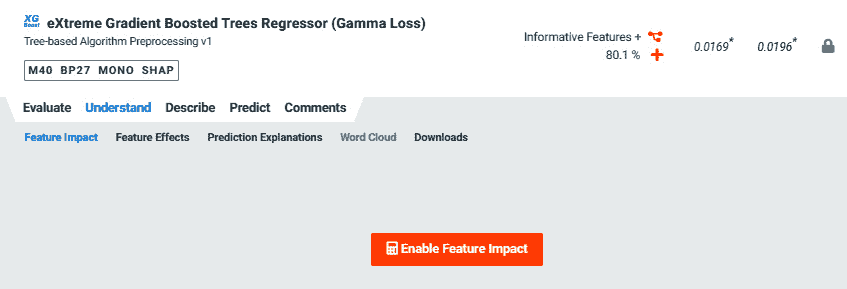 XG Boost eXtreme Gradient Boosted Trees Regressor (Gamma Loss)
Tree-based Algorithm Preprocessing v1
M40 BP27 MONO SHAP
Informative Features +
80.1 %
0.0169* 0.0196*
Evaluate Understand Describe Predict Comments
Feature Impact Feature Effects Prediction Explanations Word Cloud Downloads
Enable Feature Impact